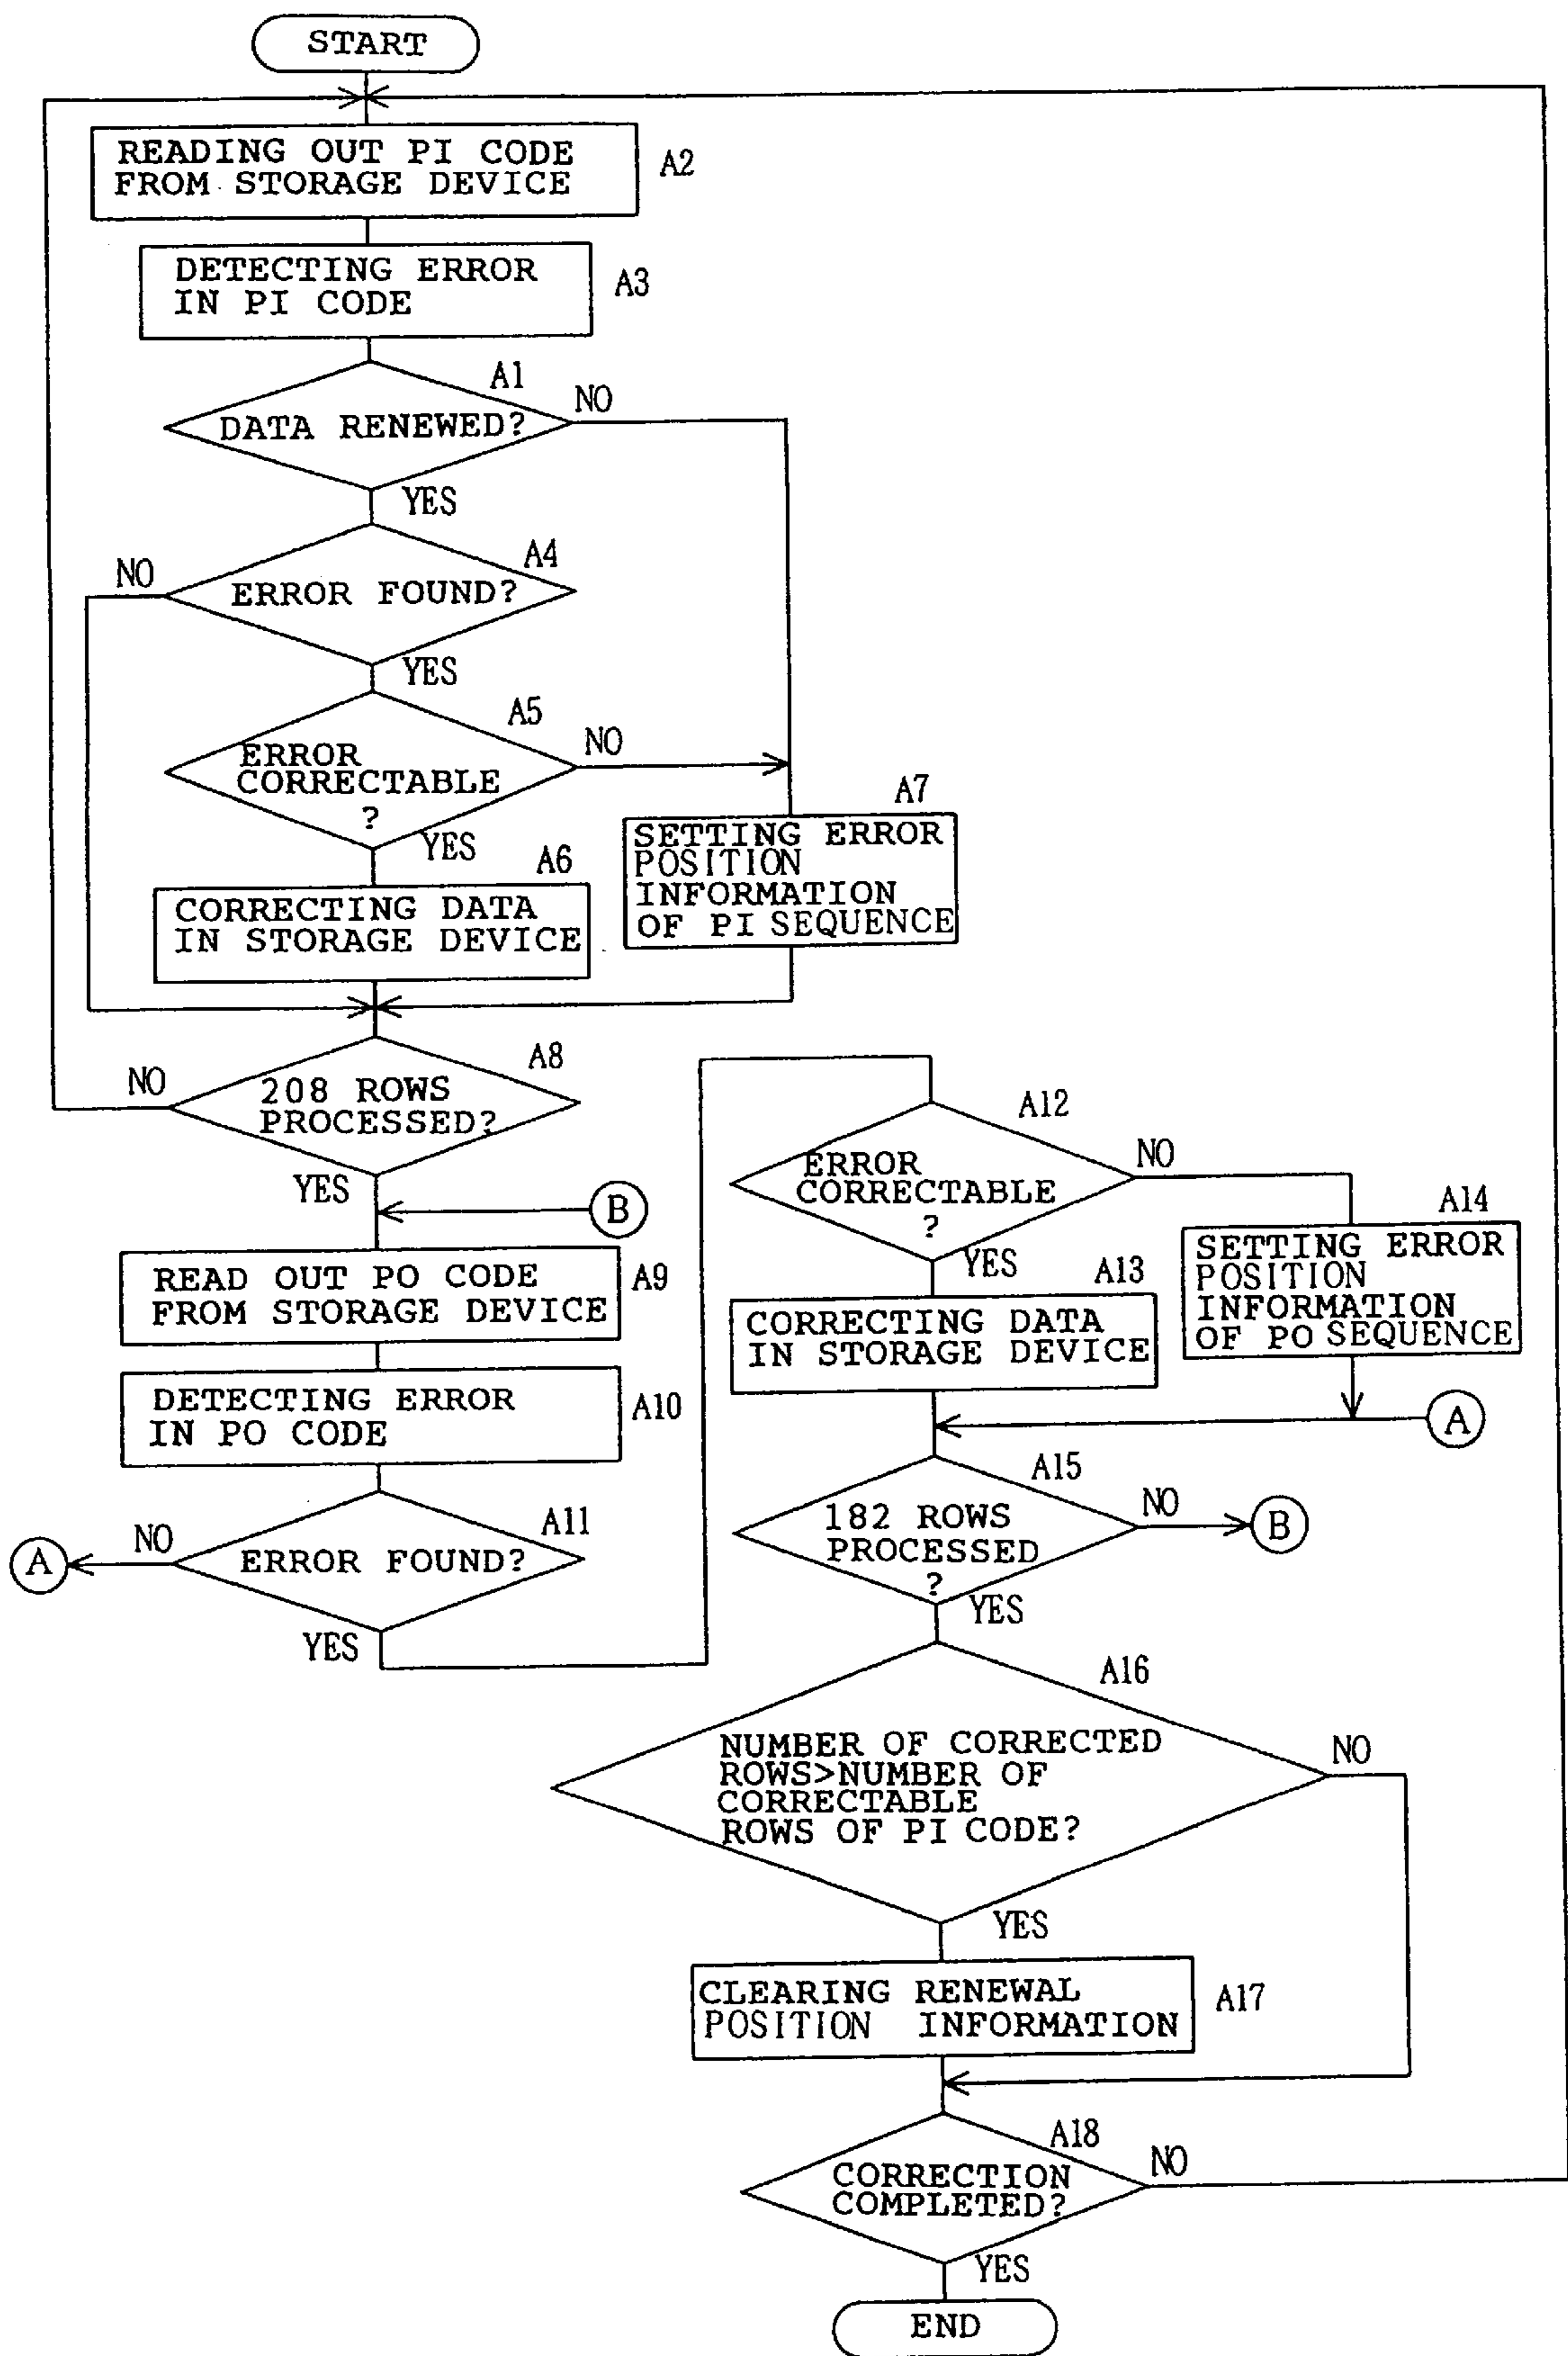 START
READING OUT PI CODE
FROM STORAGE DEVICE
A2
DETECTING ERROR
IN PI CODE
A3
A1
DATA RENEWED?
NO
YES
A4
ERROR FOUND?
NO
YES
A5
ERROR
CORRECTABLE
?
NO
YES
A6
CORRECTING DATA
IN STORAGE DEVICE
A7
SETTING ERROR
POSITION
INFORMATION
OF PI SEQUENCE
A8
208 ROWS
PROCESSED?
NO
YES
B
READ OUT PO CODE
FROM STORAGE DEVICE
A9
DETECTING ERROR
IN PO CODE
A10
A11
ERROR FOUND?
NO
A
YES
A12
ERROR
CORRECTABLE
?
NO
YES
A13
CORRECTING DATA
IN STORAGE DEVICE
A14
SETTING ERROR
POSITION
INFORMATION
OF PO SEQUENCE
A
A15
182 ROWS
PROCESSED
?
NO
B
YES
A16
NUMBER OF CORRECTED
ROWS>NUMBER OF
CORRECTABLE
ROWS OF PI CODE?
NO
YES
CLEARING RENEWAL
POSITION INFORMATION
A17
A18
CORRECTION
COMPLETED?
NO
YES
END